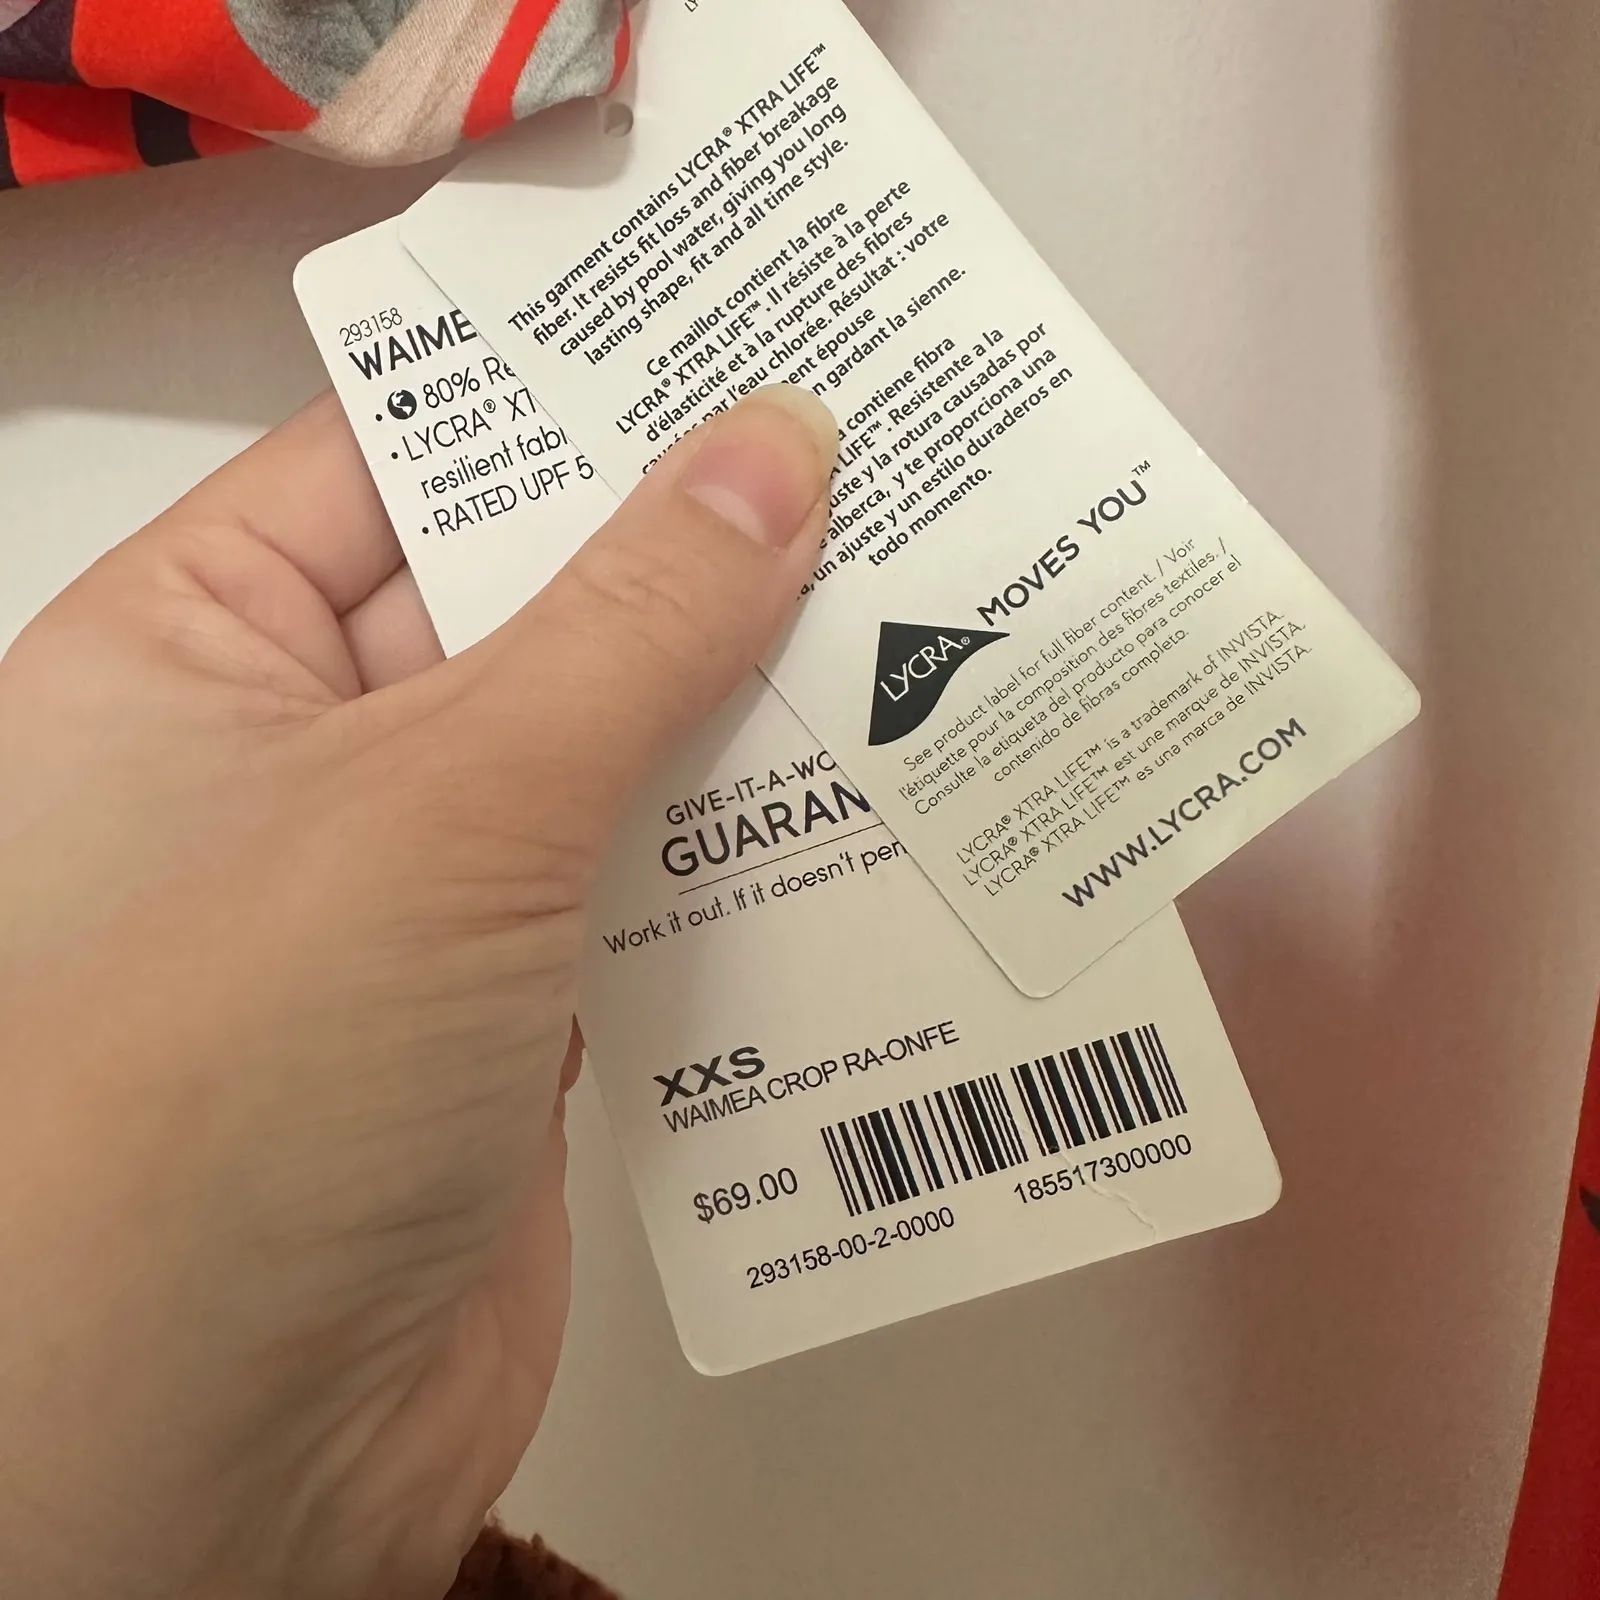 This garment contains LYCRA® XTRA LIFE™
fiber. It resists fit loss and fiber breakage
caused by pool water, giving you long
lasting shape, fit and all time style.
Ce maillot contient la fibre
LYCRA® XTRA LIFE™. Il résiste à la perte
d'élasticité et à la rupture des fibres
par l'eau chlorée. Résultat : votre
épouse
gardant la sienne.
contiene fibra
LIFE™. Resistente a la
y la rotura causadas por
alberca, y te proporciona una
un ajuste y un estilo duraderos en
todo momento.
LYCRA® MOVES YOU™
See product label for full fiber content. / Voir
l'étiquette pour la composition des fibres textiles. /
Consulte la etiqueta del producto para conocer el
contenido de fibras completo.
LYCRA® XTRA LIFE™ is a trademark of INVISTA.
LYCRA® XTRA LIFE™ est une marque de INVISTA.
LYCRA® XTRA LIFE™ es una marca de INVISTA.
WWW.LYCRA.COM
293158
WAIME
• 80% Re
• LYCRA® XT
resilient fabr
• RATED UPF 5
GIVE-IT-A-WO
GUARAN
Work it out. If it doesn't per
XXS
WAIMEA CROP RA-ONFE
$69.00
185517300000
293158-00-2-0000